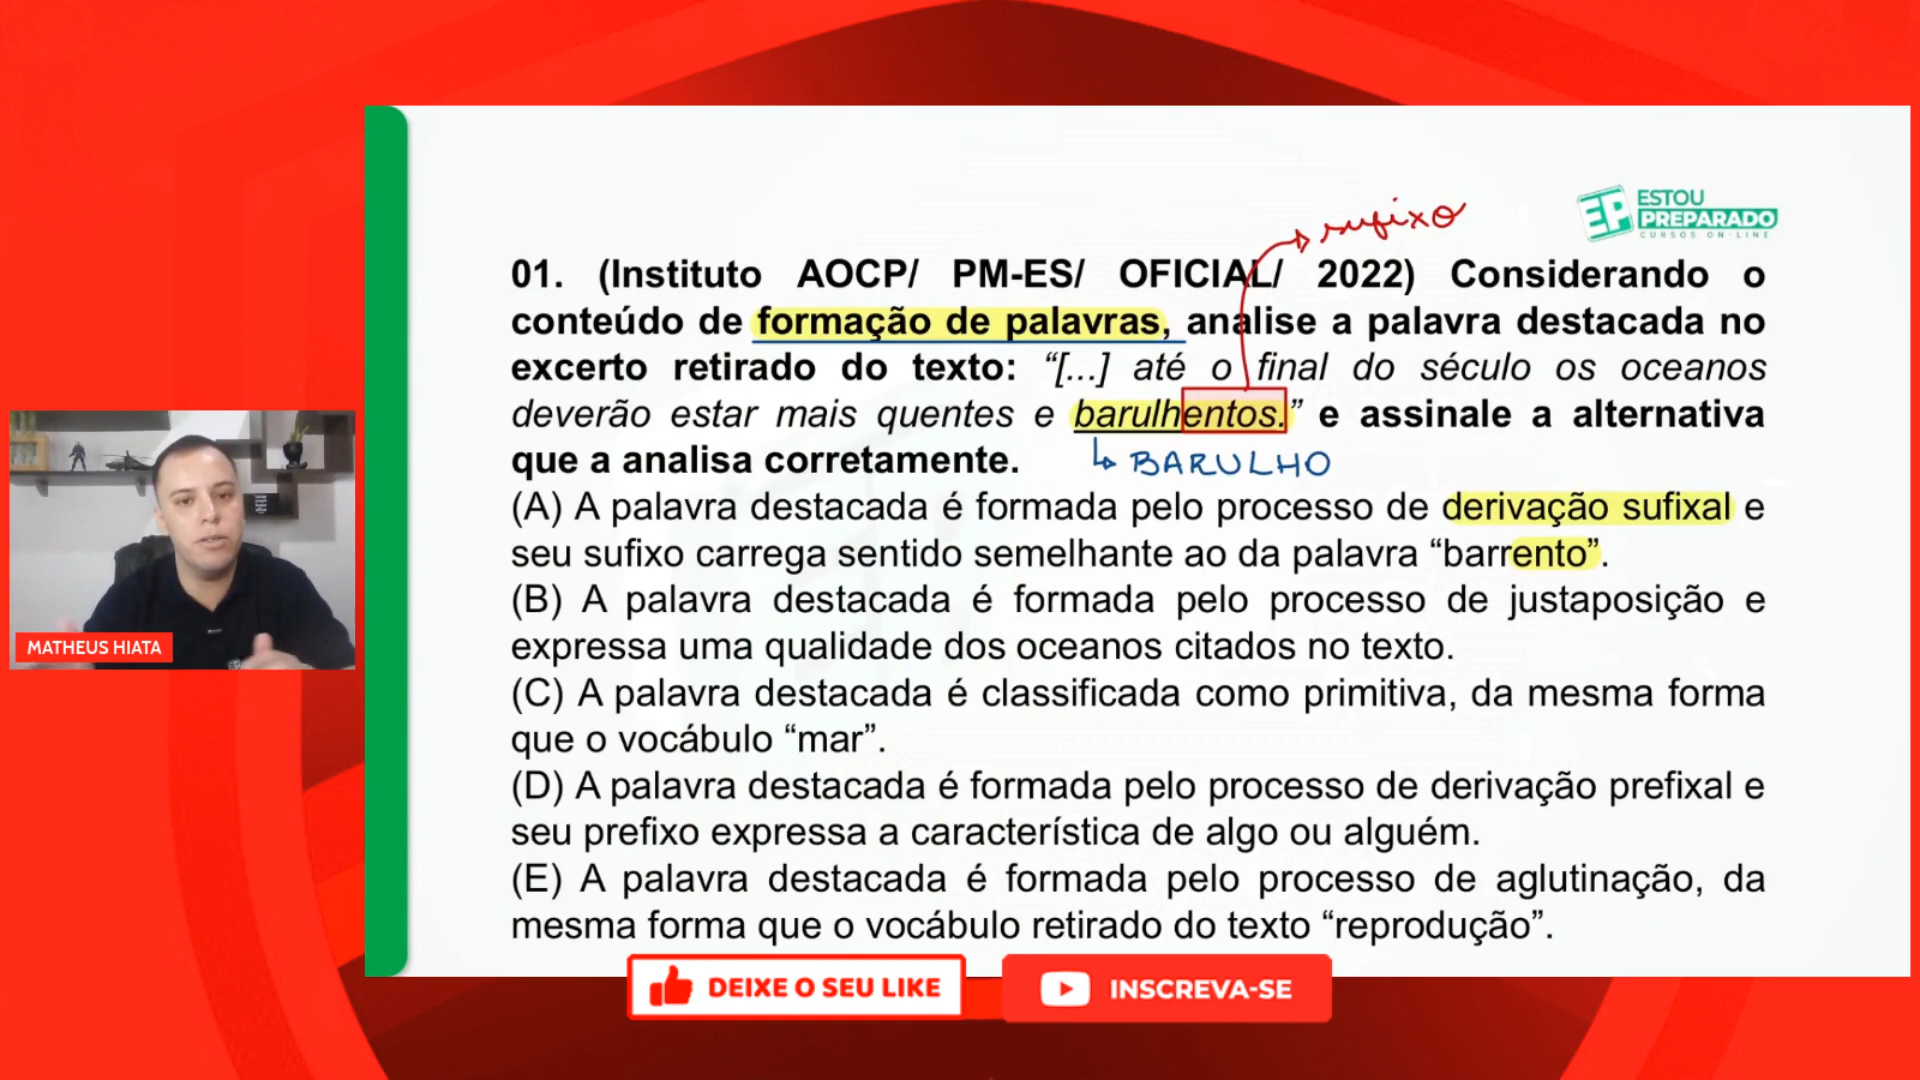 sufixo
ESTOU
PREPARADO
CURSOS ON-LINE
01. (Instituto AOCP/ PM-ES/ OFICIAL/ 2022) Considerando o
conteúdo de formação de palavras, analise a palavra destacada no
excerto retirado do texto: “[...] até o final do século os oceanos
deverão estar mais quentes e barulhentos.” e assinale a alternativa
que a analisa corretamente.
BARULHO
(A) A palavra destacada é formada pelo processo de derivação sufixal e
seu sufixo carrega sentido semelhante ao da palavra “barrento”.
(B) A palavra destacada é formada pelo processo de justaposição e
expressa uma qualidade dos oceanos citados no texto.
(C) A palavra destacada é classificada como primitiva, da mesma forma
que o vocábulo “mar”.
(D) A palavra destacada é formada pelo processo de derivação prefixal e
seu prefixo expressa a característica de algo ou alguém.
(E) A palavra destacada é formada pelo processo de aglutinação, da
mesma forma que o vocábulo retirado do texto “reprodução”.
MATHEUS HIATA
DEIXE O SEU LIKE
INSCREVA-SE